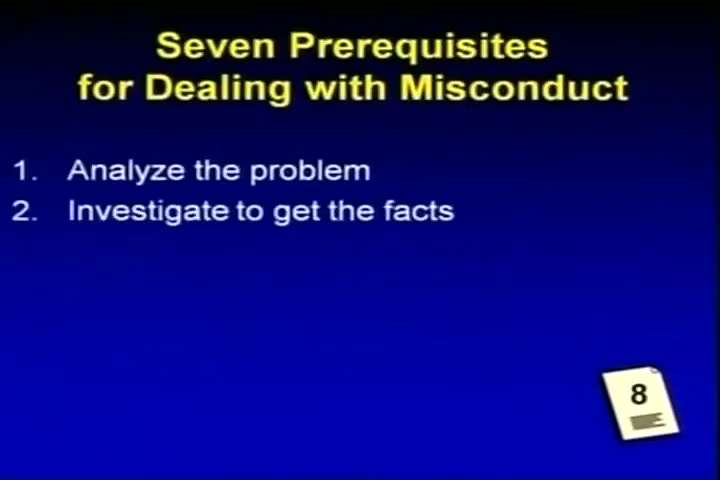 Seven Prerequisites
for Dealing with Misconduct
1. Analyze the problem
2. Investigate to get the facts
8